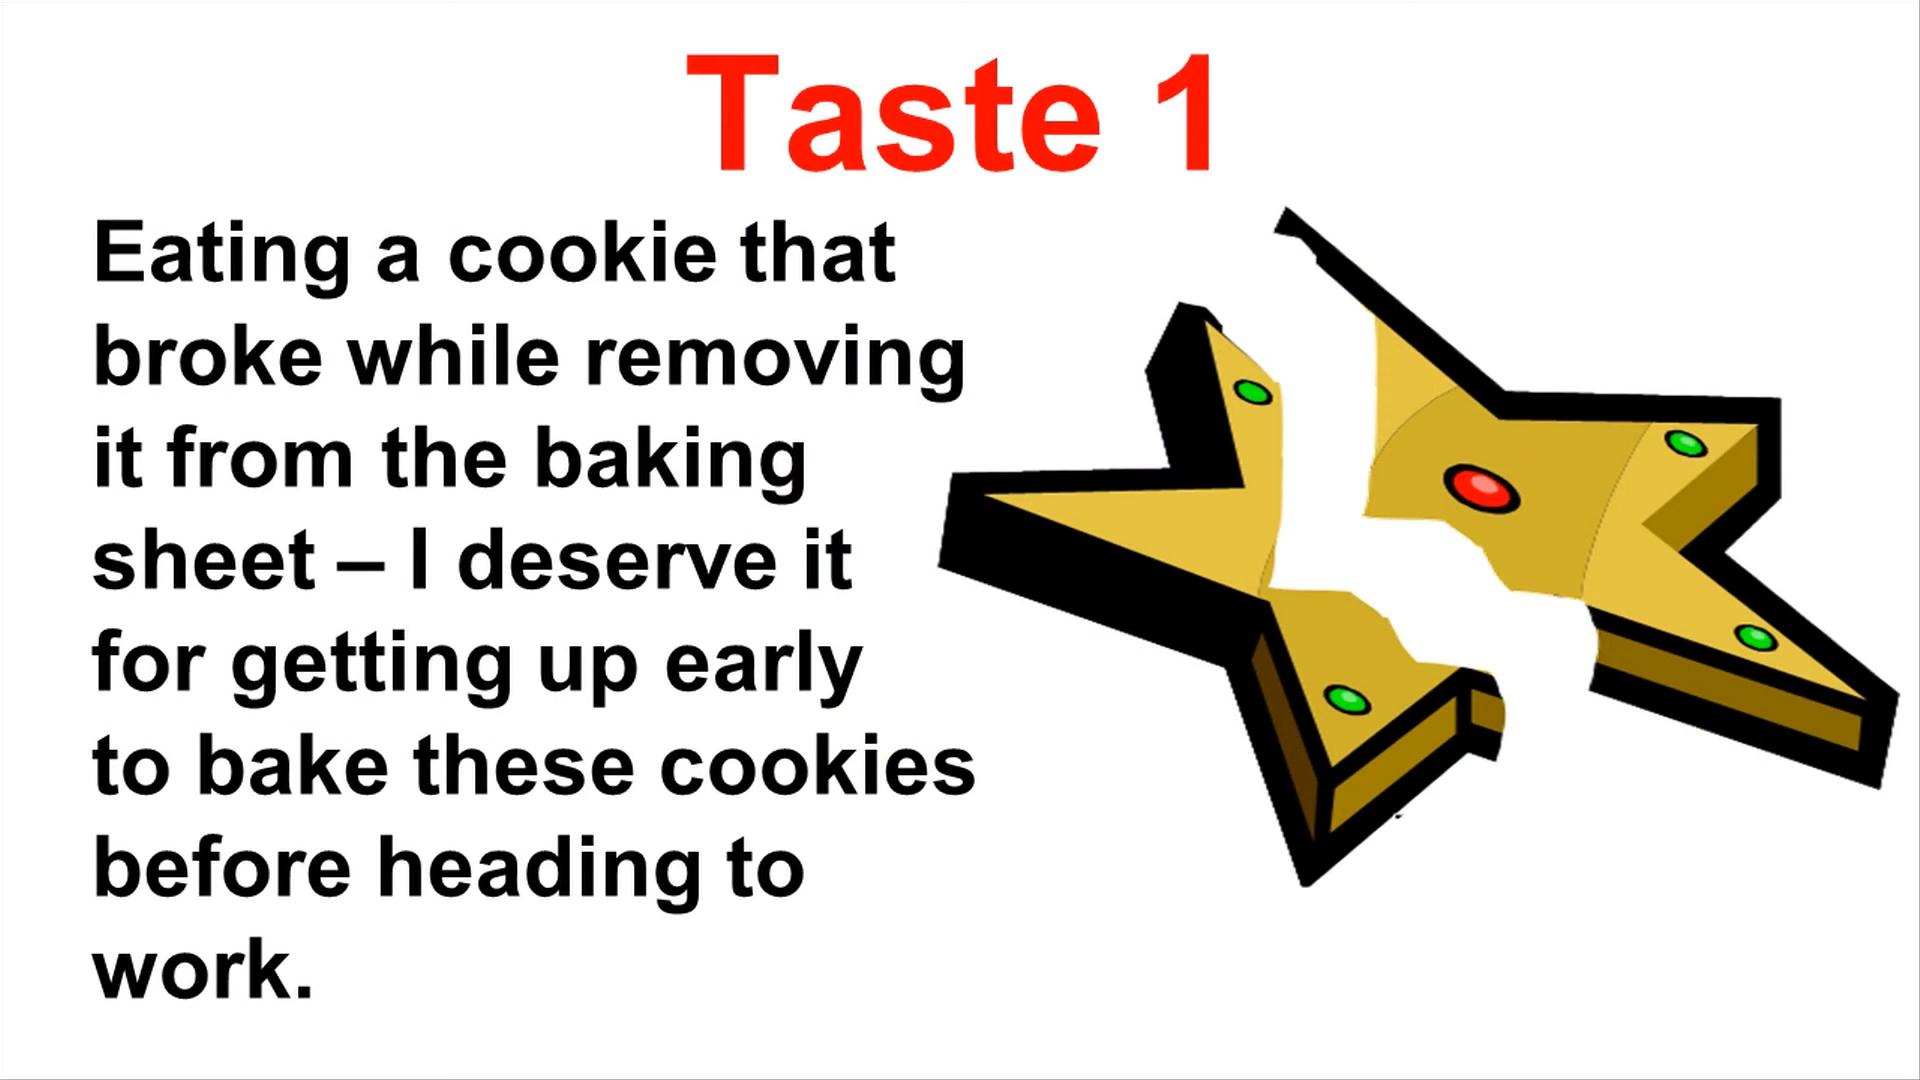 Taste 1
Eating a cookie that
broke while removing
it from the baking
sheet – I deserve it
for getting up early
to bake these cookies
before heading to
work.